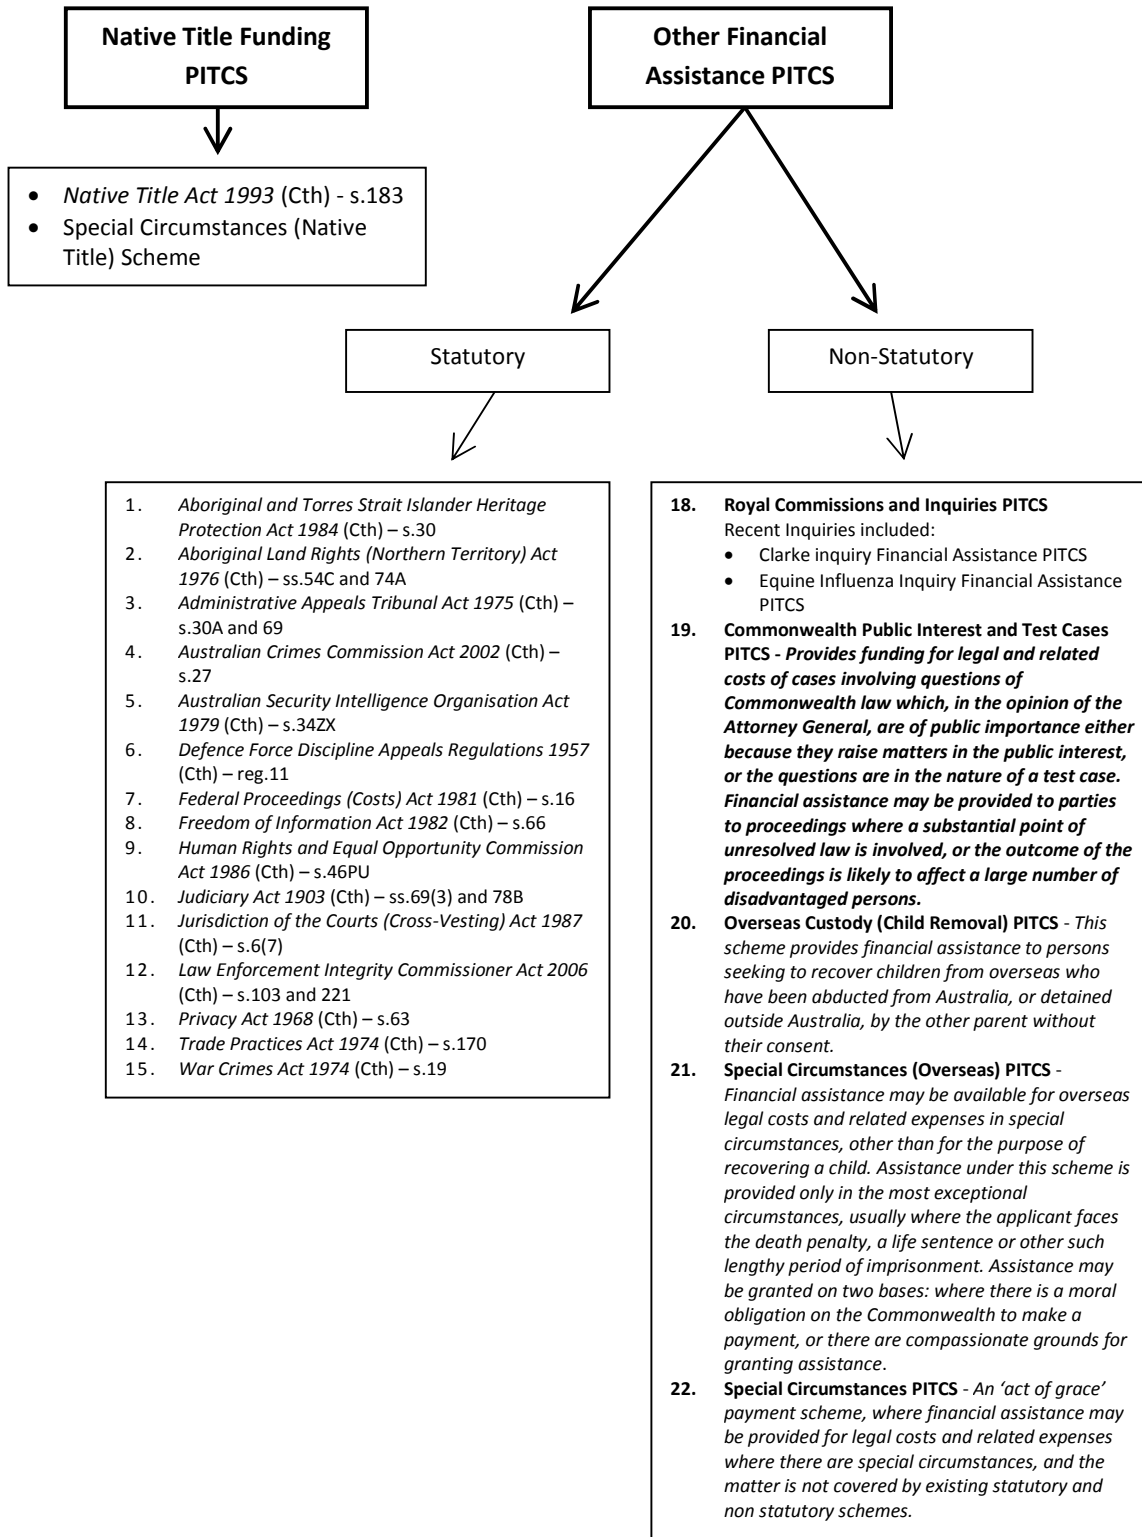 Native Title Funding
PITCS
Other Financial
Assistance PITCS
• Native Title Act 1993 (Cth) - s.183
• Special Circumstances (Native
Title) Scheme
Statutory
Non-Statutory
1. Aboriginal and Torres Strait Islander Heritage
Protection Act 1984 (Cth) – s.30
2. Aboriginal Land Rights (Northern Territory) Act
1976 (Cth) – ss.54C and 74A
3. Administrative Appeals Tribunal Act 1975 (Cth) –
s.30A and 69
4. Australian Crimes Commission Act 2002 (Cth) –
s.27
5. Australian Security Intelligence Organisation Act
1979 (Cth) – s.34ZX
6. Defence Force Discipline Appeals Regulations 1957
(Cth) – reg.11
7. Federal Proceedings (Costs) Act 1981 (Cth) – s.16
8. Freedom of Information Act 1982 (Cth) – s.66
9. Human Rights and Equal Opportunity Commission
Act 1986 (Cth) – s.46PU
10. Judiciary Act 1903 (Cth) – ss.69(3) and 78B
11. Jurisdiction of the Courts (Cross-Vesting) Act 1987
(Cth) – s.6(7)
12. Law Enforcement Integrity Commissioner Act 2006
(Cth) – s.103 and 221
13. Privacy Act 1968 (Cth) – s.63
14. Trade Practices Act 1974 (Cth) – s.170
15. War Crimes Act 1974 (Cth) – s.19
18. Royal Commissions and Inquiries PITCS
Recent Inquiries included:
• Clarke inquiry Financial Assistance PITCS
• Equine Influenza Inquiry Financial Assistance
PITCS
19. Commonwealth Public Interest and Test Cases
PITCS - Provides funding for legal and related
costs of cases involving questions of
Commonwealth law which, in the opinion of the
Attorney General, are of public importance either
because they raise matters in the public interest,
or the questions are in the nature of a test case.
Financial assistance may be provided to parties
to proceedings where a substantial point of
unresolved law is involved, or the outcome of the
proceedings is likely to affect a large number of
disadvantaged persons.
20. Overseas Custody (Child Removal) PITCS - This
scheme provides financial assistance to persons
seeking to recover children from overseas who
have been abducted from Australia, or detained
outside Australia, by the other parent without
their consent.
21. Special Circumstances (Overseas) PITCS -
Financial assistance may be available for overseas
legal costs and related expenses in special
circumstances, other than for the purpose of
recovering a child. Assistance under this scheme is
provided only in the most exceptional
circumstances, usually where the applicant faces
the death penalty, a life sentence or other such
lengthy period of imprisonment. Assistance may
be granted on two bases: where there is a moral
obligation on the Commonwealth to make a
payment, or there are compassionate grounds for
granting assistance.
22. Special Circumstances PITCS - An ‘act of grace’
payment scheme, where financial assistance may
be provided for legal costs and related expenses
where there are special circumstances, and the
matter is not covered by existing statutory and
non statutory schemes.